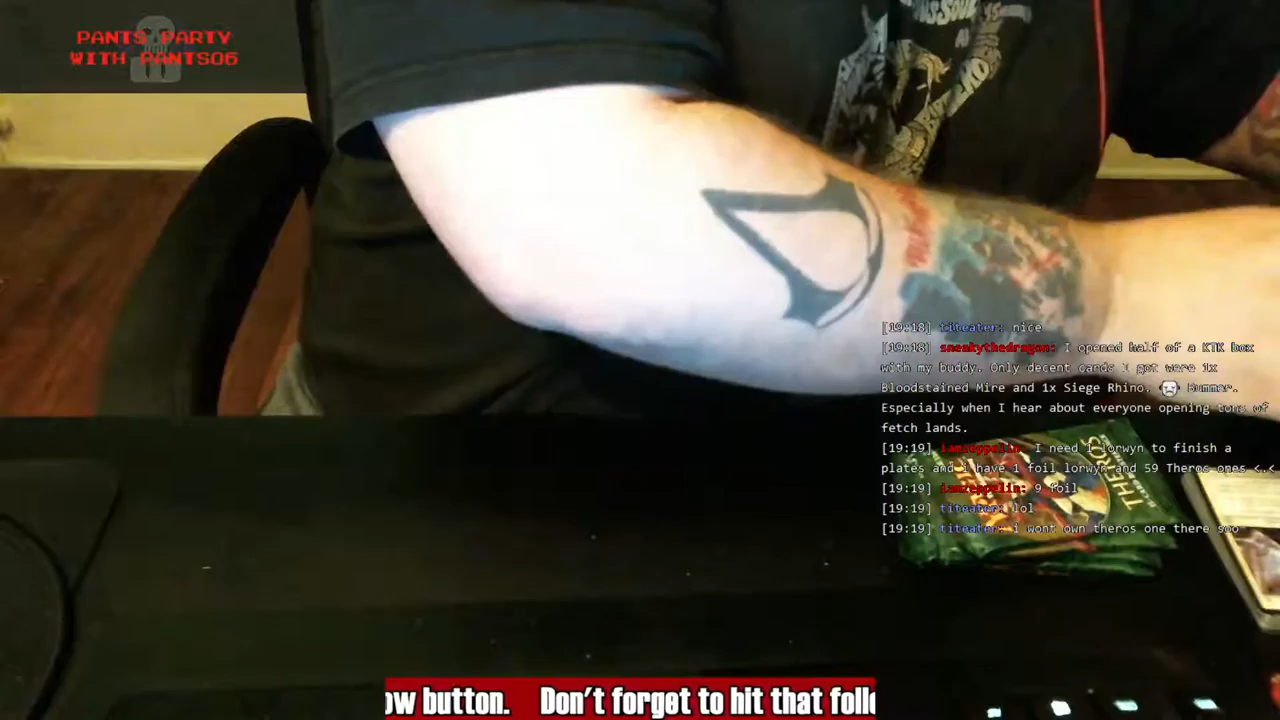 PANTS PARTY
WITH PANTS06
[19:18] titeater: nice
[19:18] sneakythedragon: I opened half of a KTK box
with my buddy. Only decent cards I got were 1x
Bloodstained Mire and 1x Siege Rhino. Bummer.
Especially when I hear about everyone opening tons of
fetch lands.
[19:19] iamzeppelin: I need 1 lorwyn to finish a
plates and i have 1 foil lorwyn and 59 Theros ones <.<
[19:19] iamzeppelin: 9 foil
[19:19] titeater: lol
[19:19] titeater: i wont own theros one there soo
THEROS
ow button. Don't forget to hit that follo